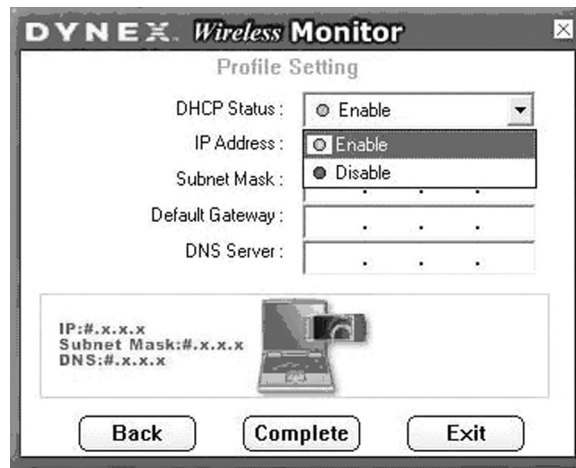 DYNEX Wireless Monitor
Profile Setting
DHCP Status : Enable
IP Address : Enable
Disable
Subnet Mask : . . .
Default Gateway : . . .
DNS Server : . . .
IP:#.x.x.x
Subnet Mask:#.x.x.x
DNS:#.x.x.x
Back Complete Exit